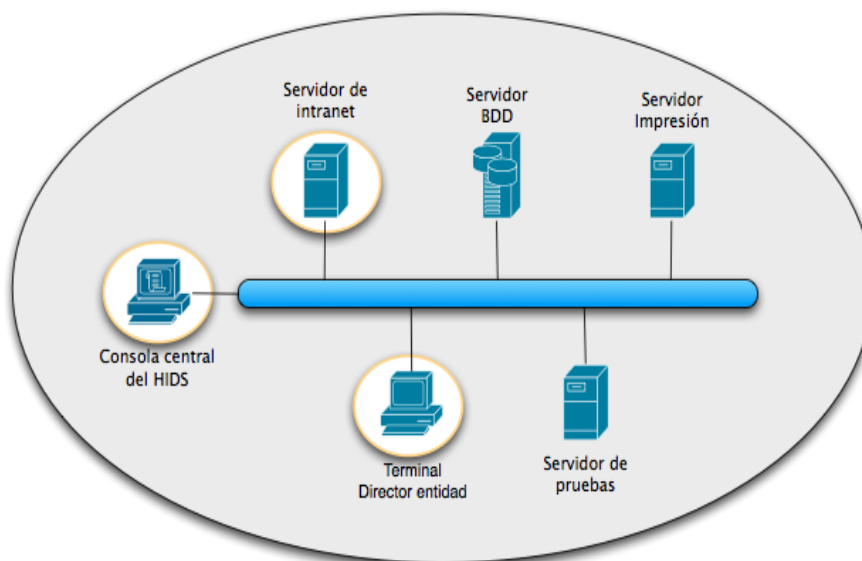 Servidor de
intranet
Servidor
BDD
Servidor
Impresión
Consola central
del HIDS
Terminal
Director entidad
Servidor de
pruebas